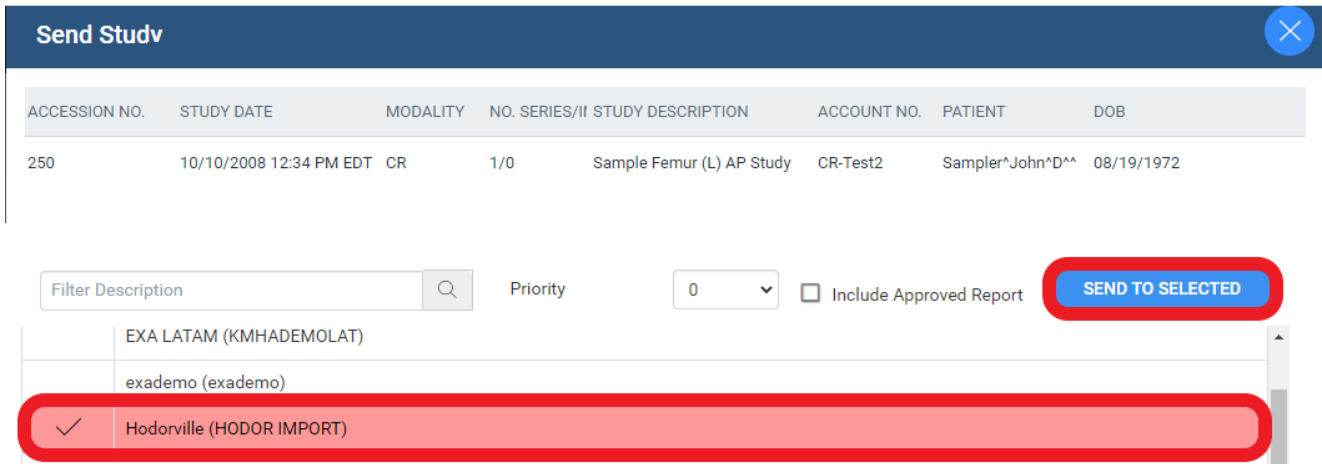 Send Study
ACCESSION NO. STUDY DATE MODALITY NO. SERIES/II STUDY DESCRIPTION ACCOUNT NO. PATIENT DOB
250 10/10/2008 12:34 PM EDT CR 1/0 Sample Femur (L) AP Study CR-Test2 Sampler^John^D^^ 08/19/1972
Filter Description Priority 0 Include Approved Report SEND TO SELECTED
EXA LATAM (KMHADEMOLAT)
exademo (exademo)
Hodorville (HODOR IMPORT)